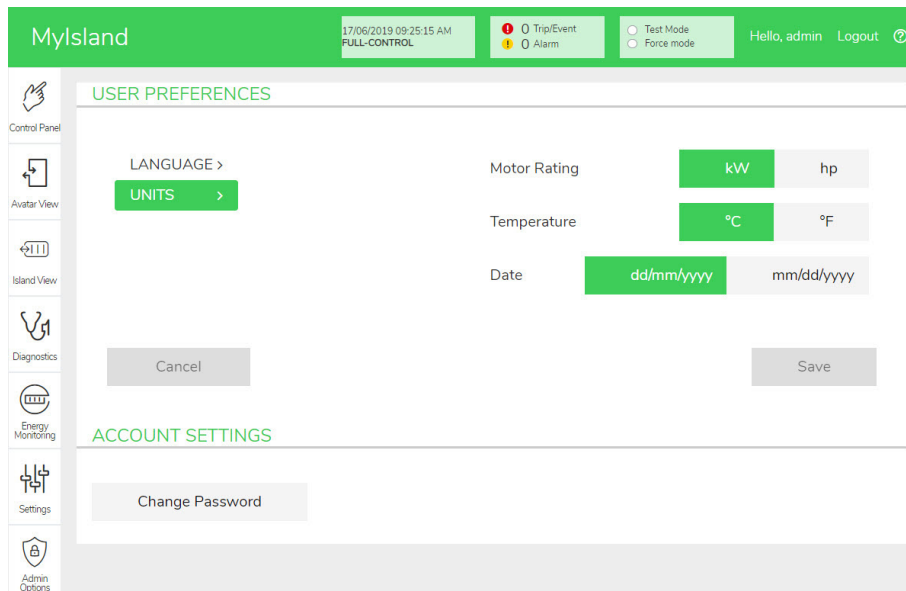 MyIsland
17/06/2019 09:25:15 AM
FULL-CONTROL
0 Trip/Event
0 Alarm
Test Mode
Force mode
Hello, admin
Logout
Control Panel
Avatar View
Island View
Diagnostics
Energy
Monitoring
Settings
Admin
Options
USER PREFERENCES
LANGUAGE >
UNITS >
Motor Rating kW hp
Temperature °C °F
Date dd/mm/yyyy mm/dd/yyyy
Cancel
Save
ACCOUNT SETTINGS
Change Password